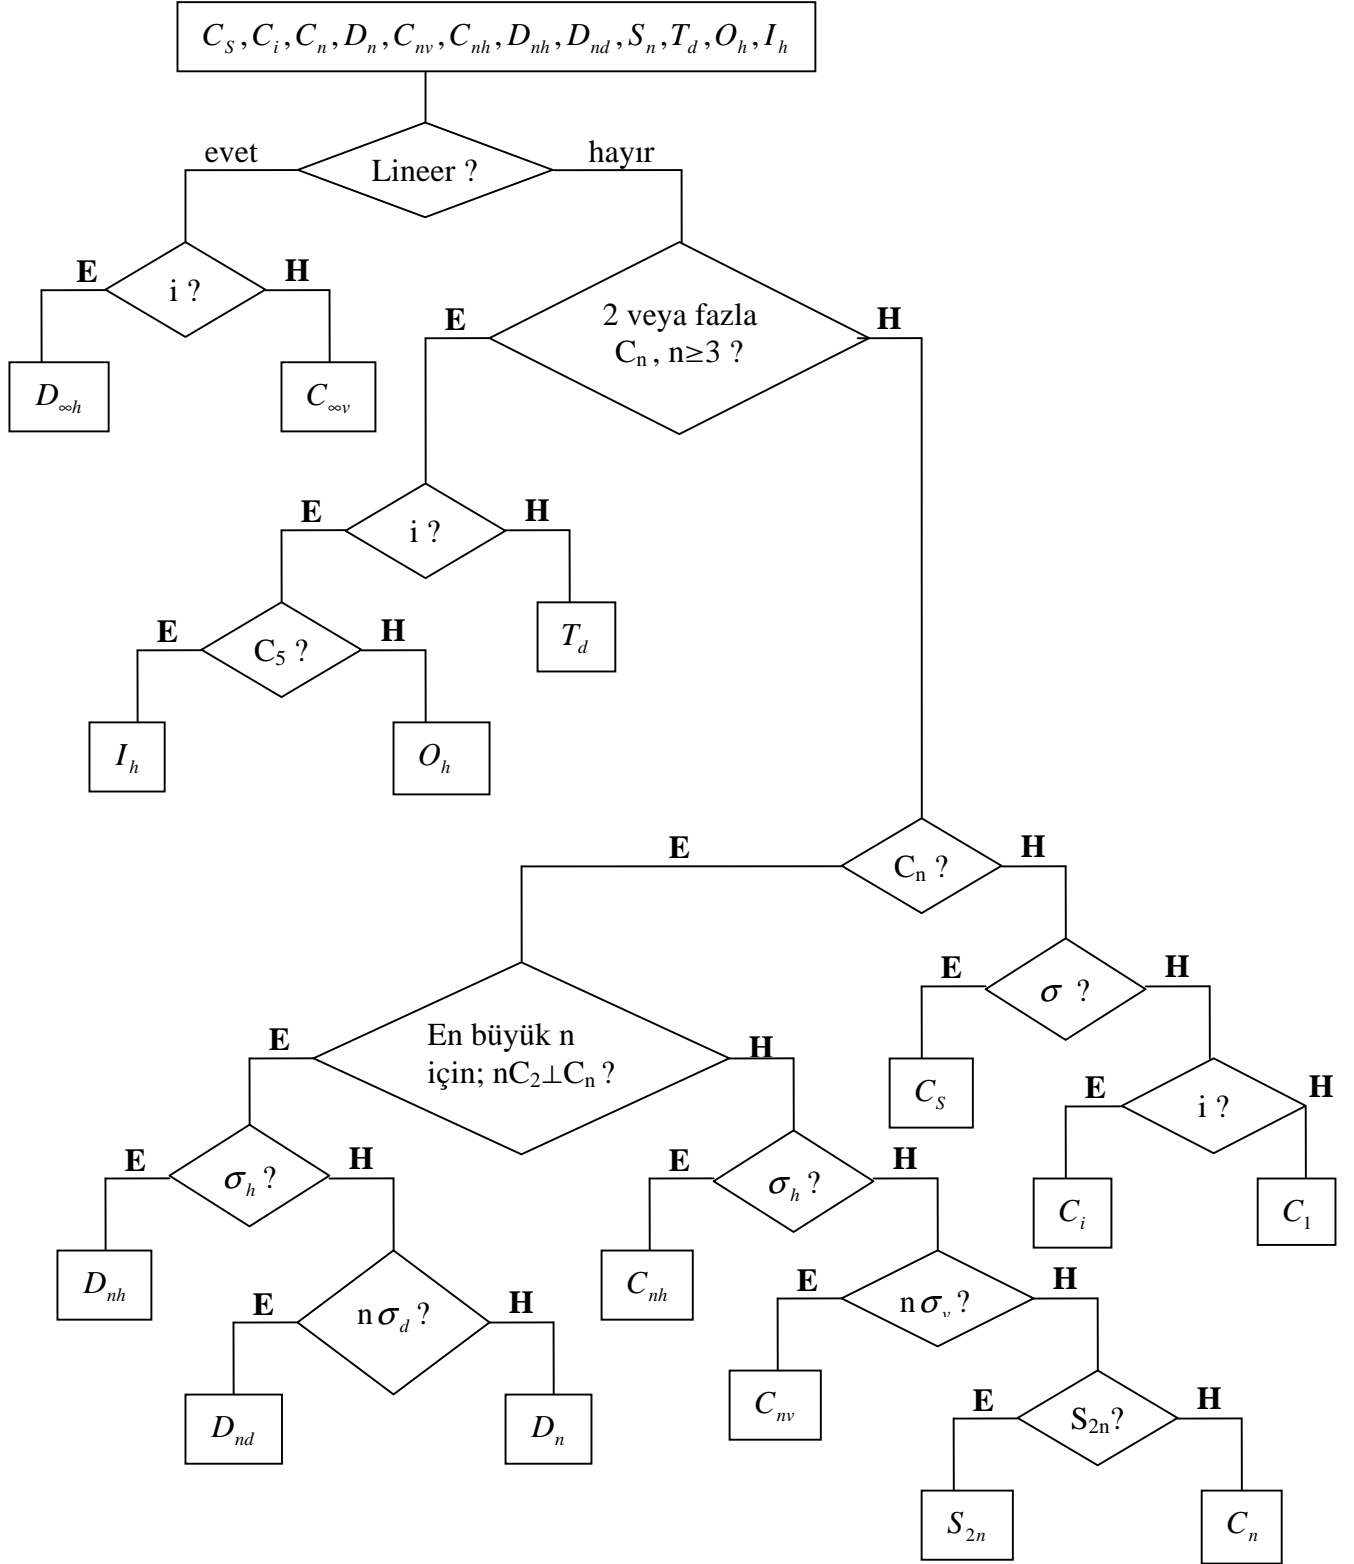 C_S, C_i, C_n, D_n, C_nv, C_nh, D_nh, D_nd, S_n, T_d, O_h, I_h
evet
hayır
Lineer ?
E
i ?
H
E
2 veya fazla
C_n , n≥3 ?
H
D_∞h
C_∞v
E
i ?
H
E
C_5 ?
H
T_d
I_h
O_h
E
C_n ?
H
E
σ ?
H
E
En büyük n
için; nC_2⊥C_n ?
H
C_S
E
i ?
H
E
σ_h ?
H
E
σ_h ?
H
C_i
C_1
D_nh
C_nh
E
nσ_d ?
H
E
nσ_v ?
H
D_nd
D_n
C_nv
E
S_2n?
H
S_2n
C_n